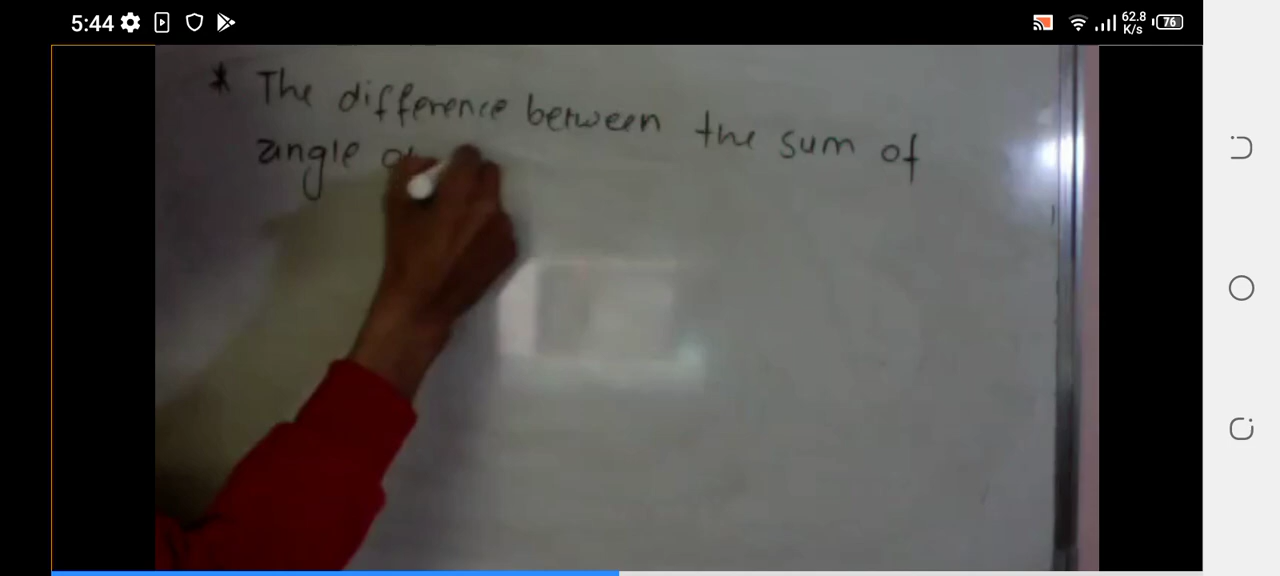 5:44
62.8
K/s
76
* The difference between the sum of
angle